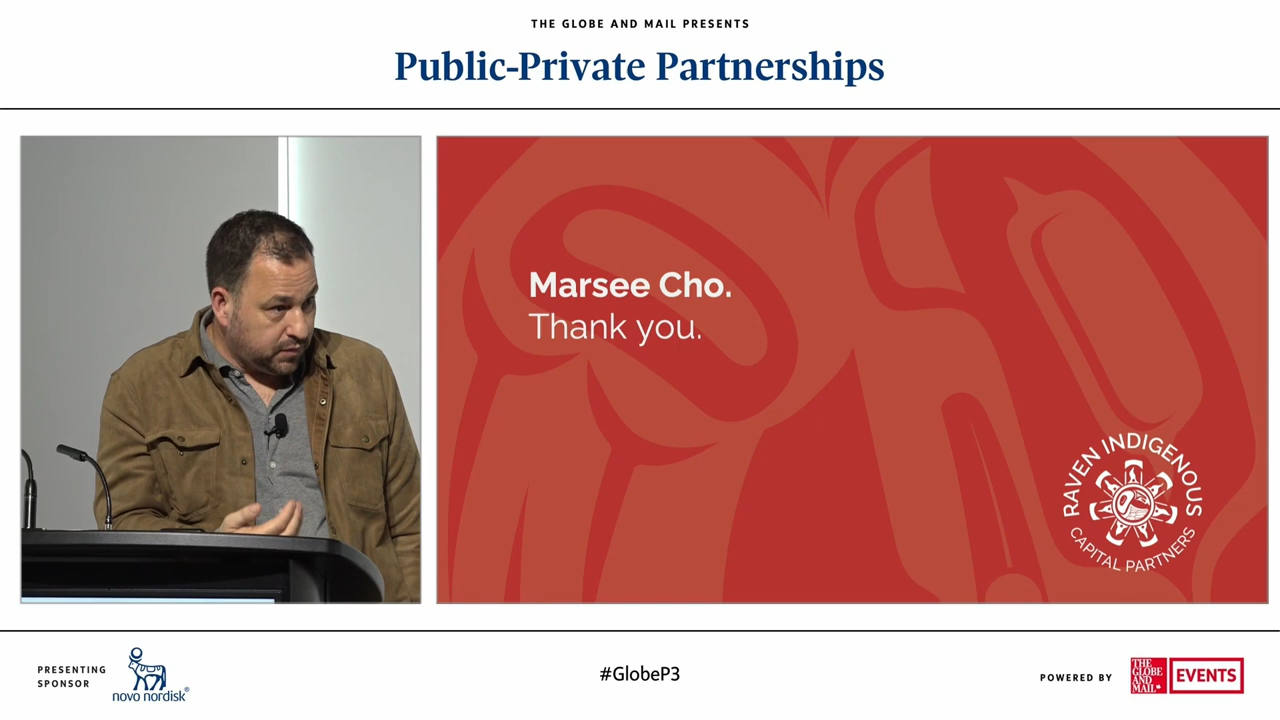 THE GLOBE AND MAIL PRESENTS
Public-Private Partnerships
Marsee Cho.
Thank you.
RAVEN INDIGENOUS
CAPITAL PARTNERS
PRESENTING
SPONSOR
novo nordisk®
#GlobeP3
POWERED BY
THE
GLOBE
AND
MAIL
EVENTS